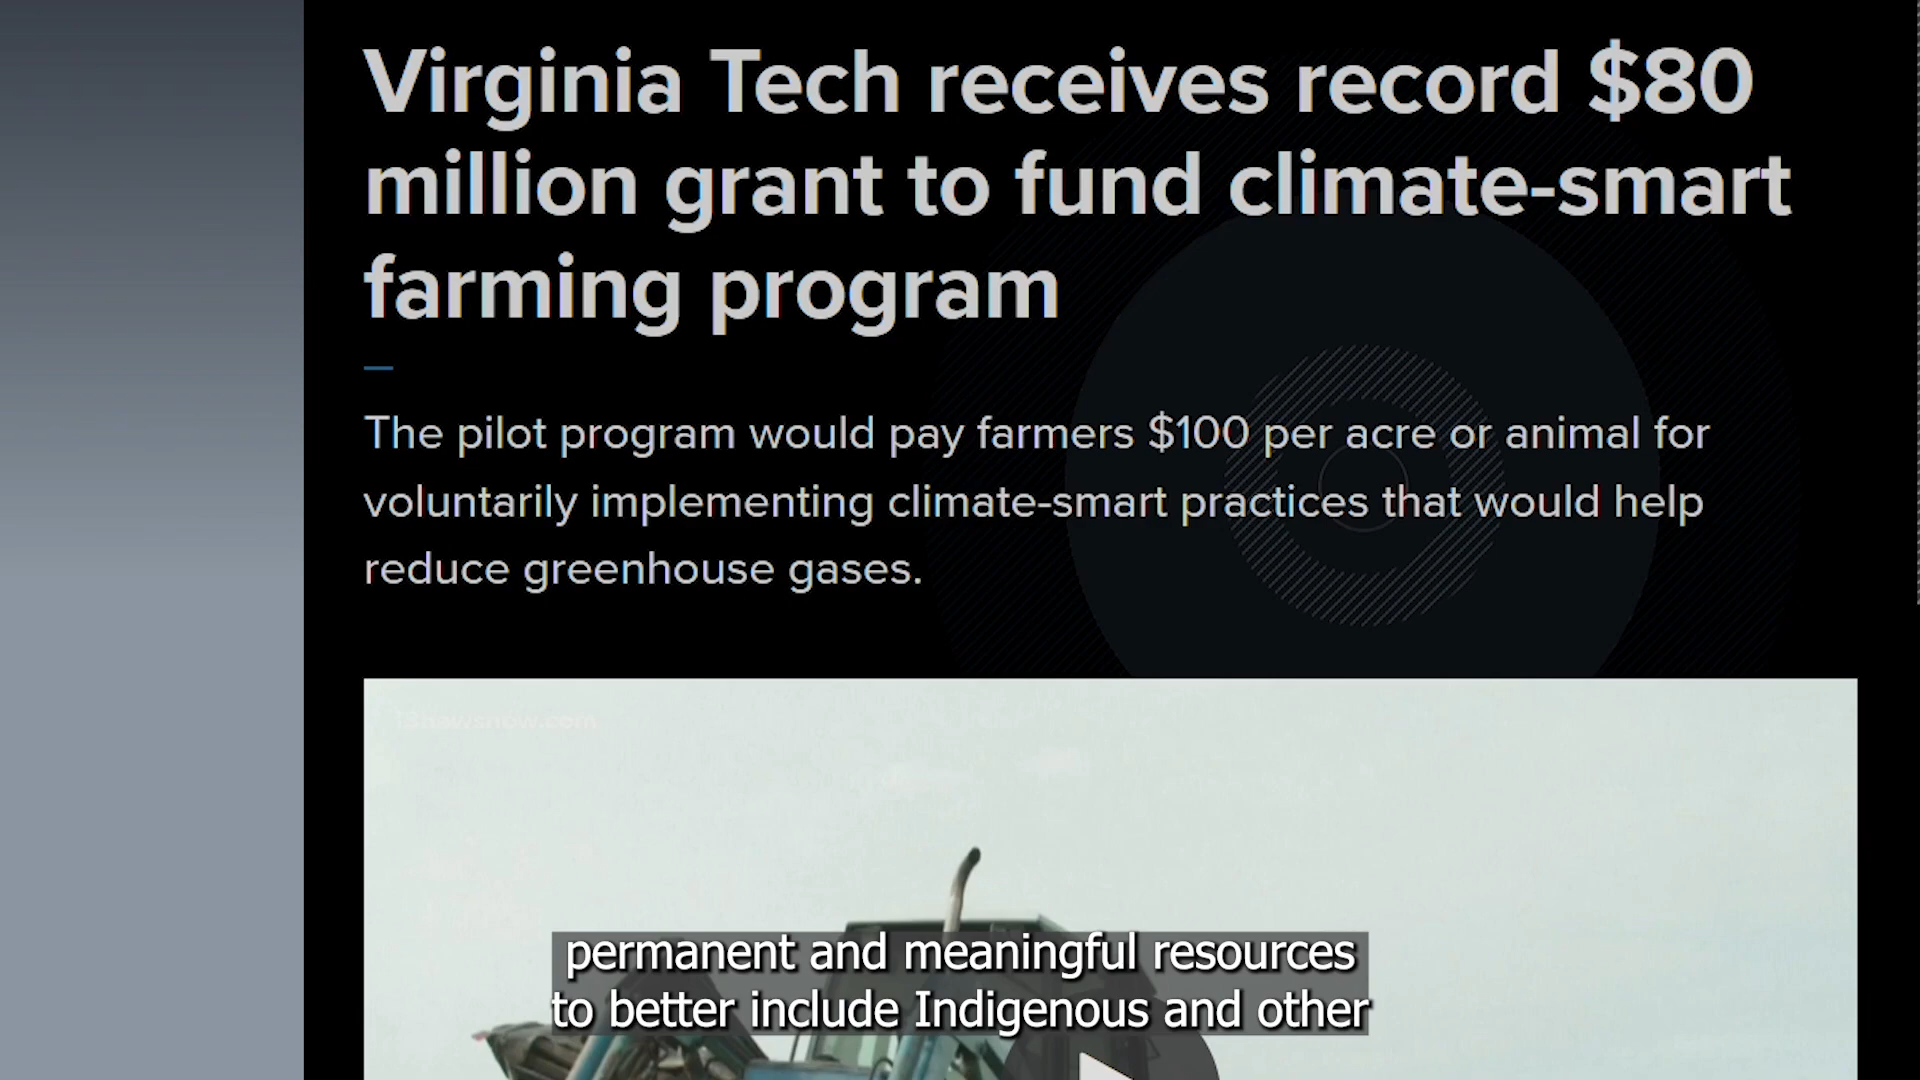 Virginia Tech receives record $80
million grant to fund climate-smart
farming program
The pilot program would pay farmers $100 per acre or animal for
voluntarily implementing climate-smart practices that would help
reduce greenhouse gases.
13newsnow.com
permanent and meaningful resources
to better include Indigenous and other